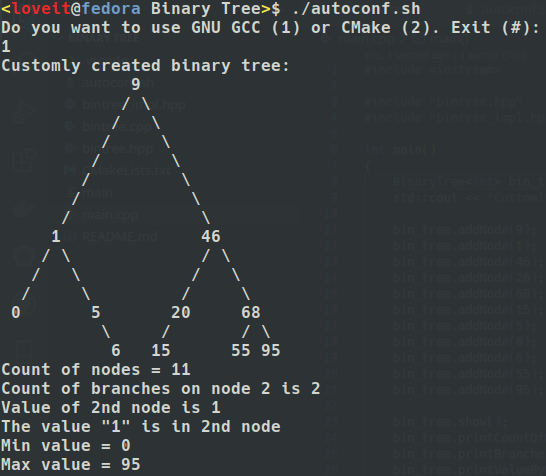 <loveit@fedora Binary Tree>$ ./autoconf.sh
Do you want to use GNU GCC (1) or CMake (2). Exit (#):
1
Customly created binary tree:
9
/ \
/ \
/ \
/ \
/ \
/ \
/ \
1 46
/ \ / \
/ \ / \
/ \ / \
0 5 20 68
\ / / \
6 15 55 95
Count of nodes = 11
Count of branches on node 2 is 2
Value of 2nd node is 1
The value "1" is in 2nd node
Min value = 0
Max value = 95